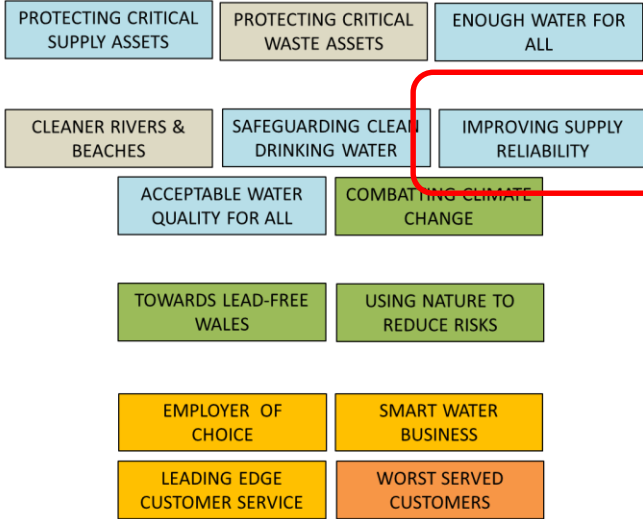 PROTECTING CRITICAL
SUPPLY ASSETS
PROTECTING CRITICAL
WASTE ASSETS
ENOUGH WATER FOR
ALL
CLEANER RIVERS &
BEACHES
SAFEGUARDING CLEAN
DRINKING WATER
IMPROVING SUPPLY
RELIABILITY
ACCEPTABLE WATER
QUALITY FOR ALL
COMBATTING CLIMATE
CHANGE
TOWARDS LEAD-FREE
WALES
USING NATURE TO
REDUCE RISKS
EMPLOYER OF
CHOICE
SMART WATER
BUSINESS
LEADING EDGE
CUSTOMER SERVICE
WORST SERVED
CUSTOMERS